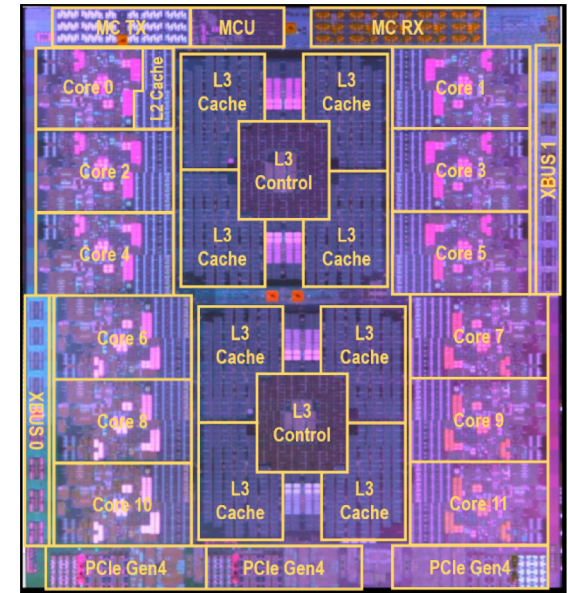 MC TX
MCU
MC RX
Core 0
L2 Cache
L3
Cache
L3
Cache
Core 1
XBUS 1
Core 2
L3
Control
Core 3
Core 4
L3
Cache
L3
Cache
Core 5
XBUS 0
Core 6
L3
Cache
L3
Cache
Core 7
Core 8
L3
Control
Core 9
Core 10
L3
Cache
L3
Cache
Core 11
PCIe Gen4
PCIe Gen4
PCIe Gen4